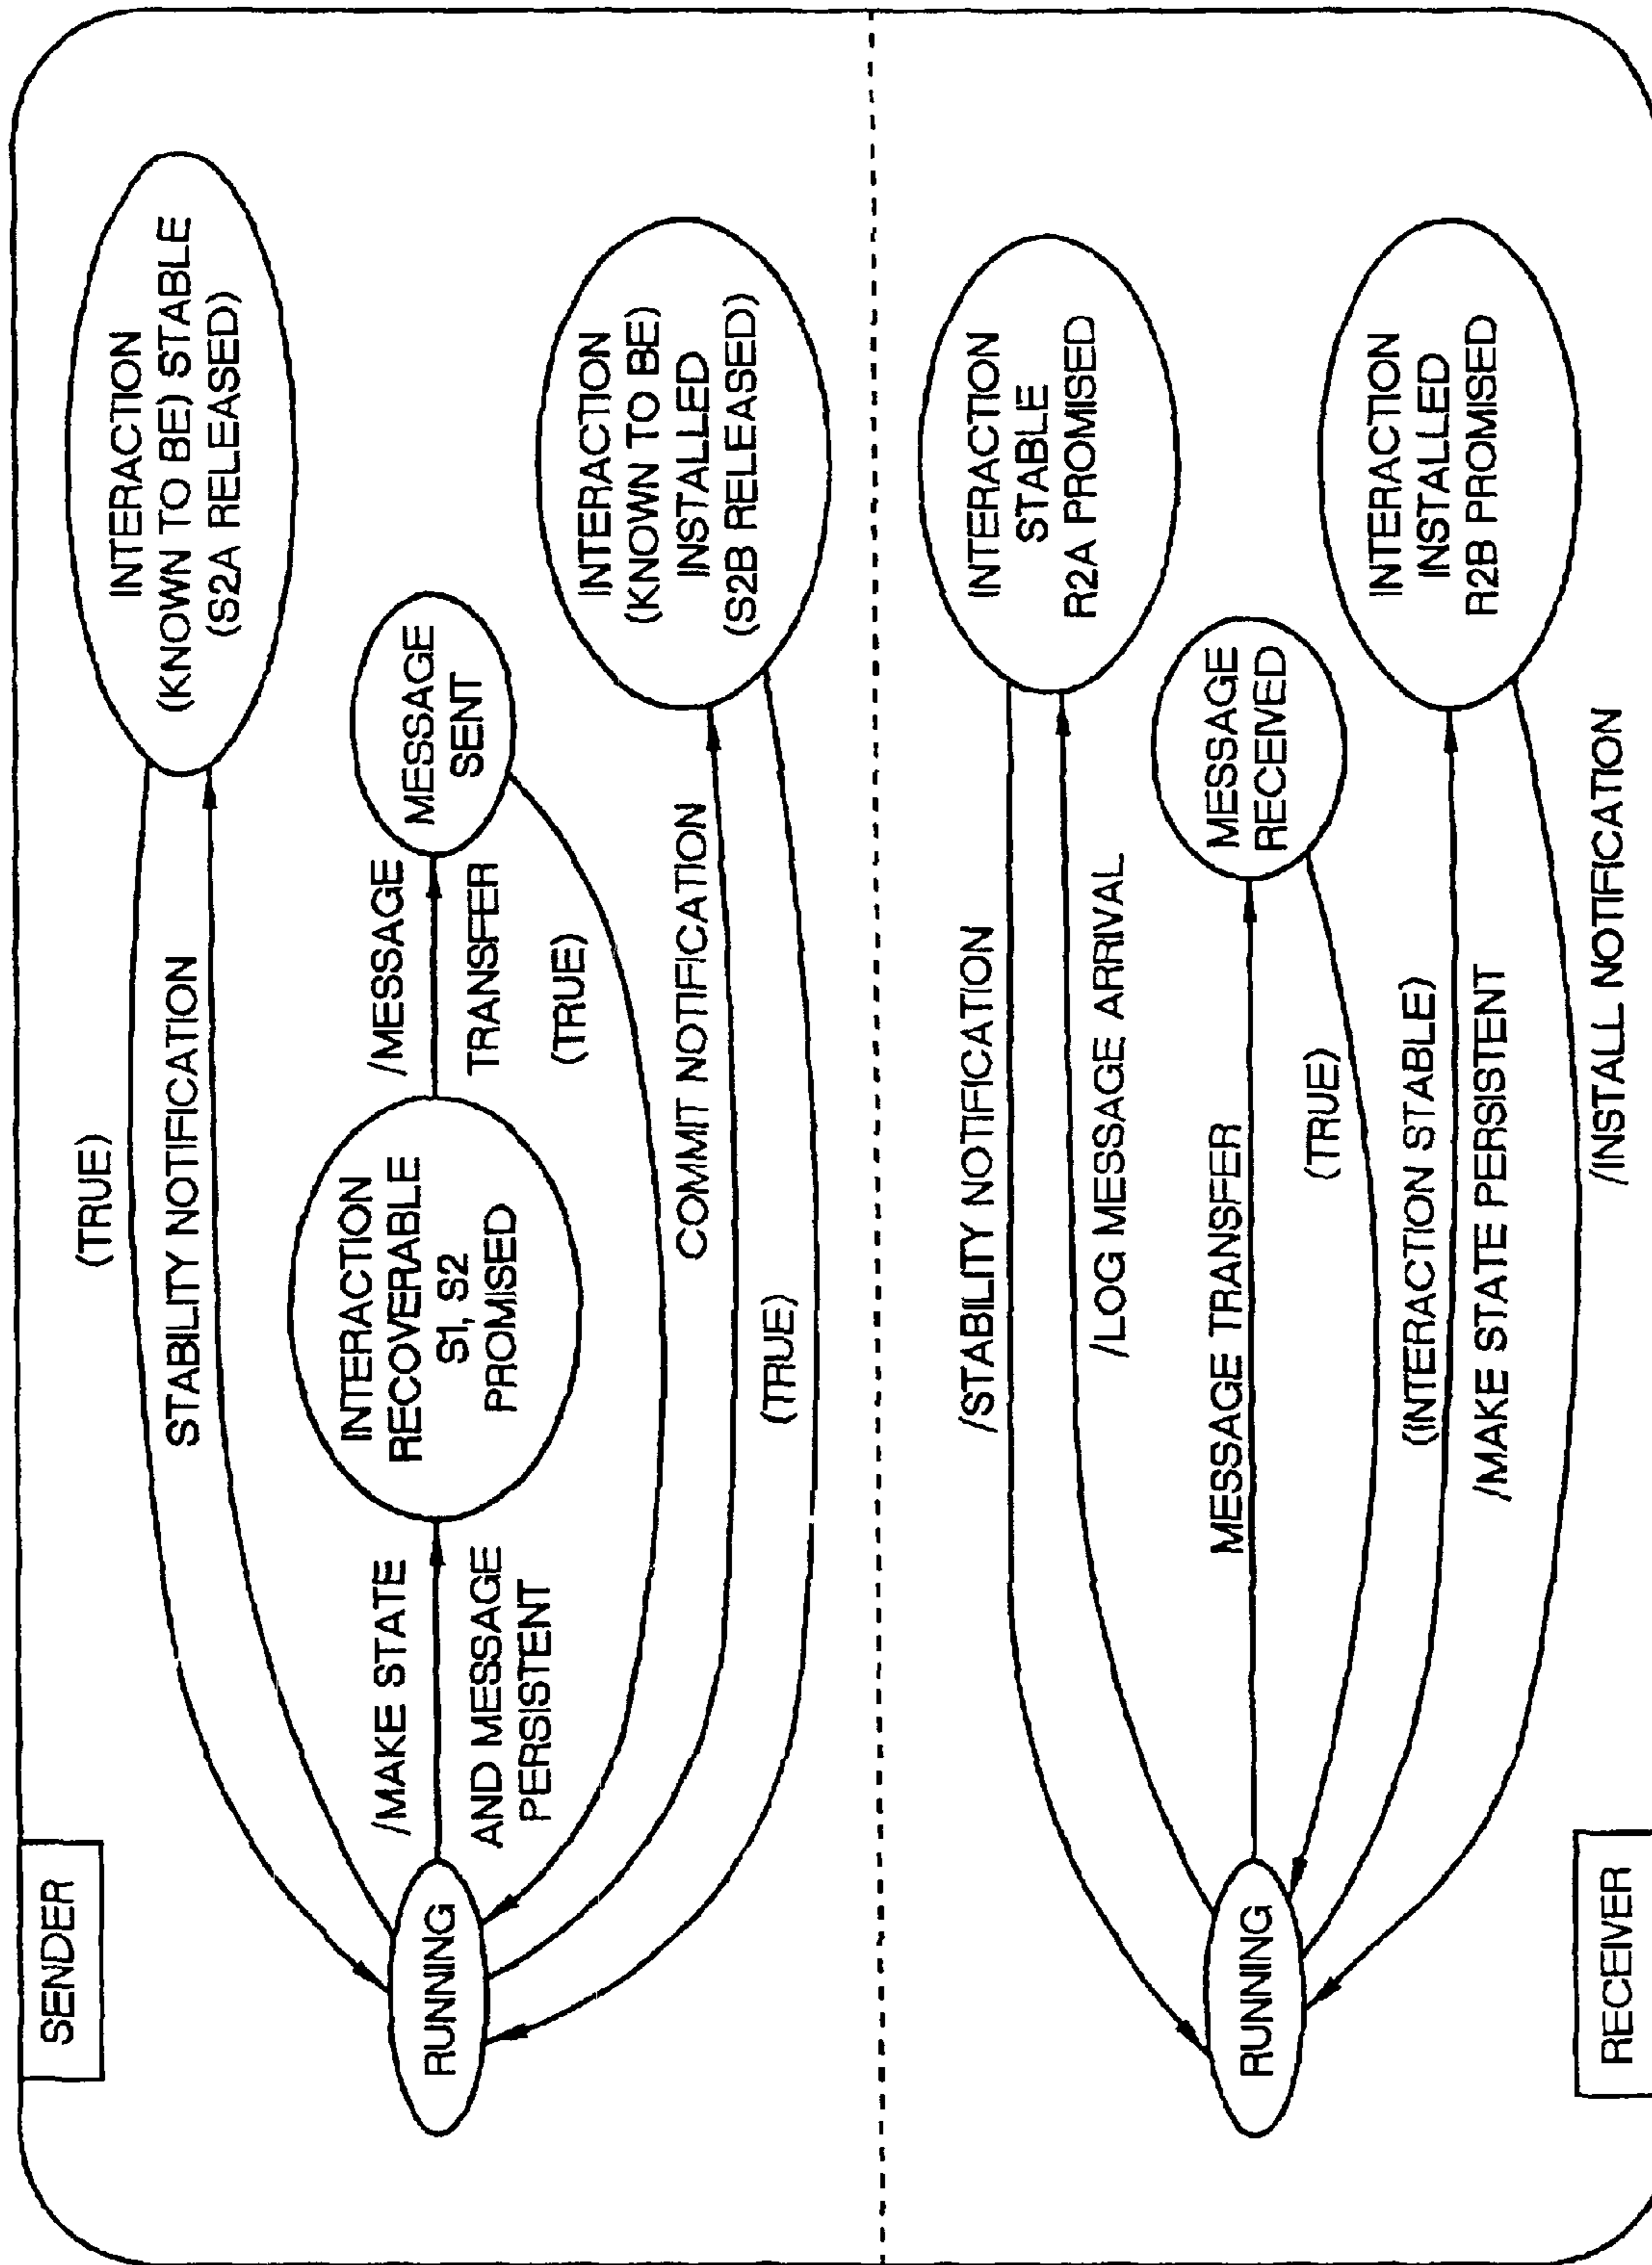 SENDER
(TRUE)
INTERACTION
(KNOWN TO BE) STABLE
(S2A RELEASED)
STABILITY NOTIFICATION
RUNNING
/MAKE STATE
AND MESSAGE
PERSISTENT
INTERACTION
RECOVERABLE
S1, S2
PROMISED
/MESSAGE
TRANSFER
MESSAGE
SENT
(TRUE)
COMMIT NOTIFICATION
INTERACTION
(KNOWN TO BE)
INSTALLED
(S2B RELEASED)
(TRUE)
/STABILITY NOTIFICATION
INTERACTION
STABLE
R2A PROMISED
/LOG MESSAGE ARRIVAL
RUNNING
MESSAGE TRANSFER
MESSAGE
RECEIVED
(TRUE)
(INTERACTION STABLE)
/MAKE STATE PERSISTENT
INTERACTION
INSTALLED
R2B PROMISED
/INSTALL NOTIFICATION
RECEIVER